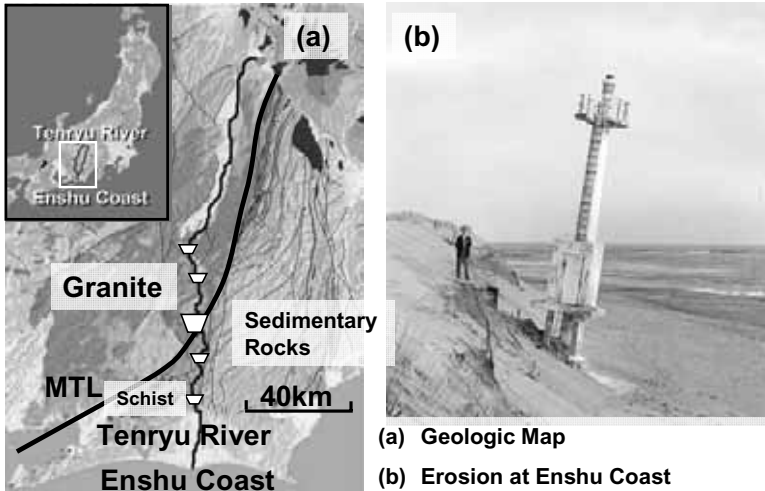 (a)
Tenryu River
Enshu Coast
Granite
Sedimentary
Rocks
MTL
Schist
40km
Tenryu River
Enshu Coast
(b)
(a) Geologic Map
(b) Erosion at Enshu Coast